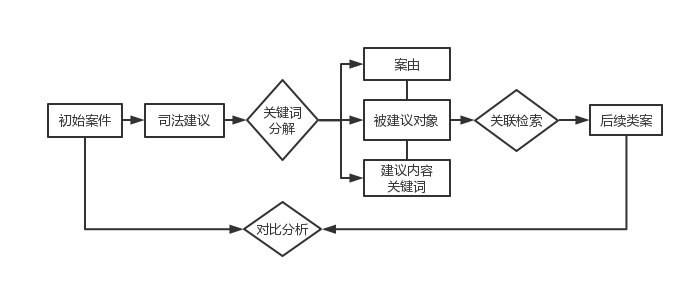 初始案件
司法建议
关键词
分解
案由
被建议对象
建议内容
关键词
关联检索
后续类案
对比分析